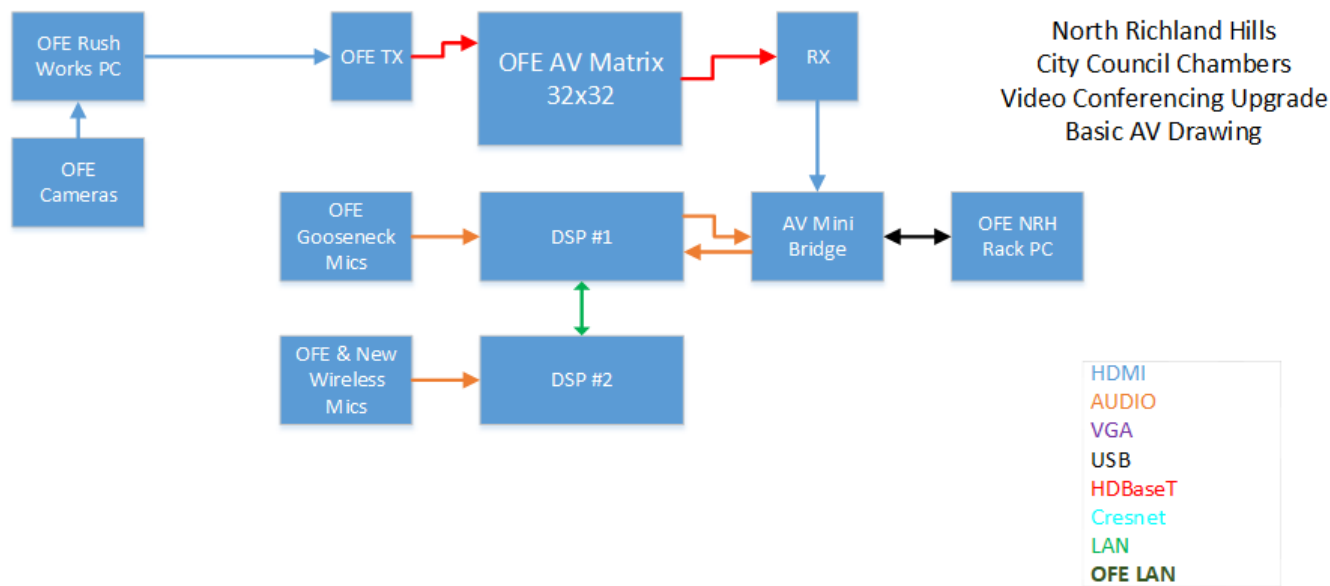 OFE Rush
Works PC
OFE TX
OFE AV Matrix
32x32
RX
North Richland Hills
City Council Chambers
Video Conferencing Upgrade
Basic AV Drawing
OFE
Cameras
OFE
Gooseneck
Mics
DSP #1
AV Mini
Bridge
OFE NRH
Rack PC
OFE & New
Wireless
Mics
DSP #2
HDMI
AUDIO
VGA
USB
HDBaseT
Cresnet
LAN
OFE LAN